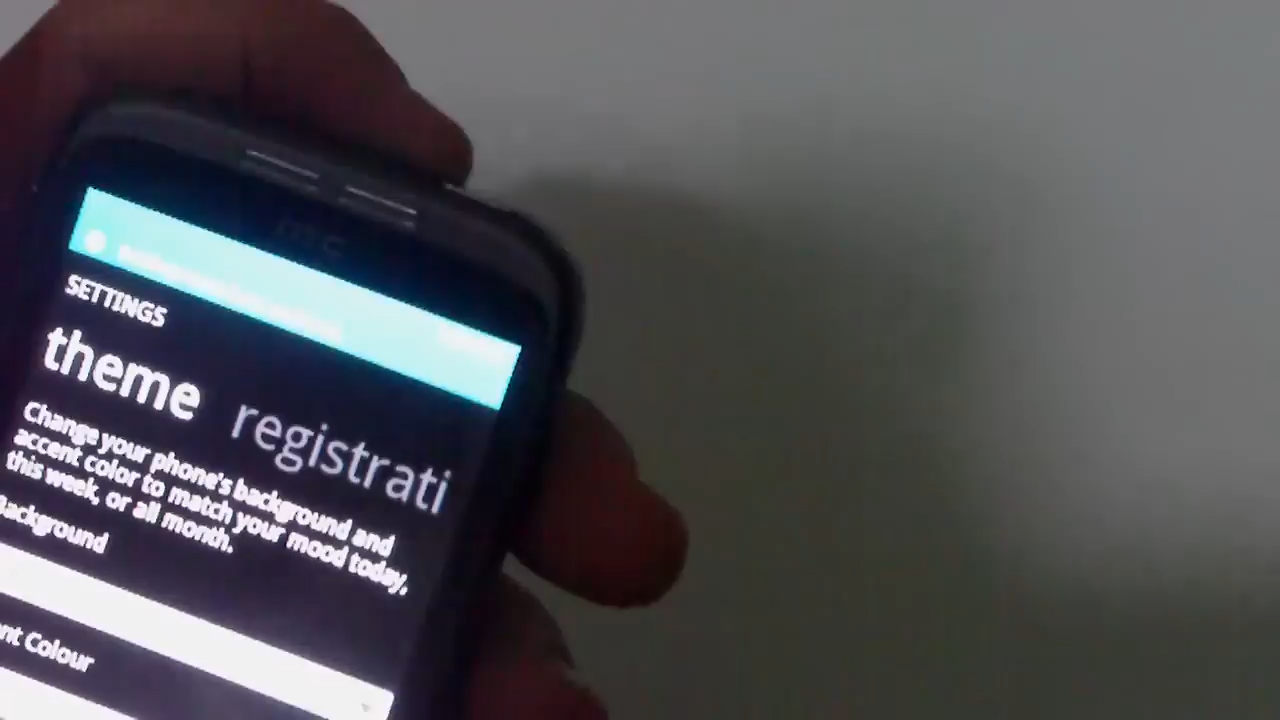 SETTINGS
theme registrati
Change your phone's background and
accent color to match your mood today,
this week, or all month.
Background
nt Colour